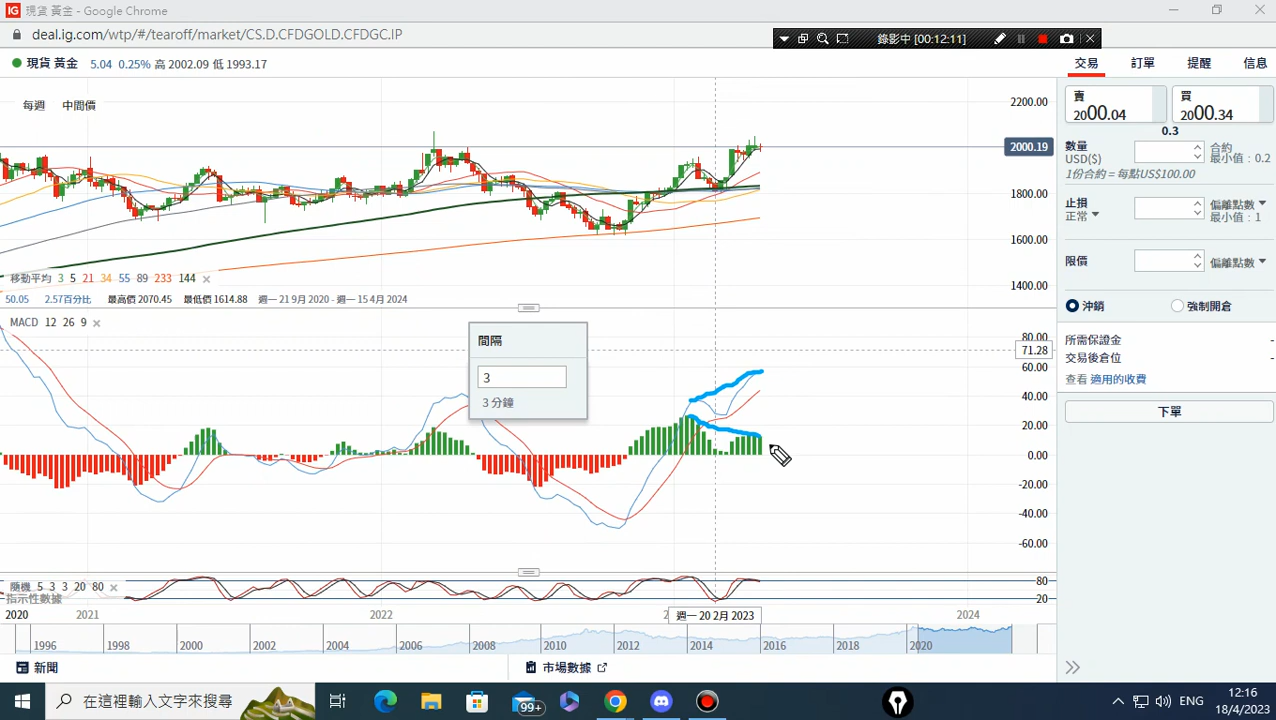 IG 現貨 黃金 - Google Chrome
deal.ig.com/wtp/#/tearoff/market/CS.D.CFDGOLD.CFDGC.IP
錄影中 [00:12:11]
現貨 黃金 5.04 0.25% 高 2002.09 低 1993.17
交易 訂單 提醒 信息
每週 中間價
2200.00
2000.19
1800.00
1600.00
1400.00
移動平均 3 5 21 34 55 89 233 144
50.05 2.57百分比 最高價 2070.45 最低價 1614.88 週一 21 9月 2020 - 週一 15 4月 2024
賣
2000.04
買
2000.34
0.3
數量
USD($)
合約
最小值：0.2
1份合約 = 每點US$100.00
止損
正常
偏離點數
最小值：1
限價
偏離點數
沖銷 強制開倉
所需保證金 -
交易後倉位 -
查看 適用的收費
下單
MACD 12 26 9
間隔
3
3 分鐘
80.00
71.28
60.00
40.00
20.00
0.00
-20.00
-40.00
-60.00
隨機 5 3 3 20 80
指示性數據
80
20
2020 2021 2022 週一 20 2月 2023 2024
1996 1998 2000 2002 2004 2006 2008 2010 2012 2014 2016 2018 2020
新聞 市場數據
在這裡輸入文字來搜尋
99+
ENG
12:16
18/4/2023